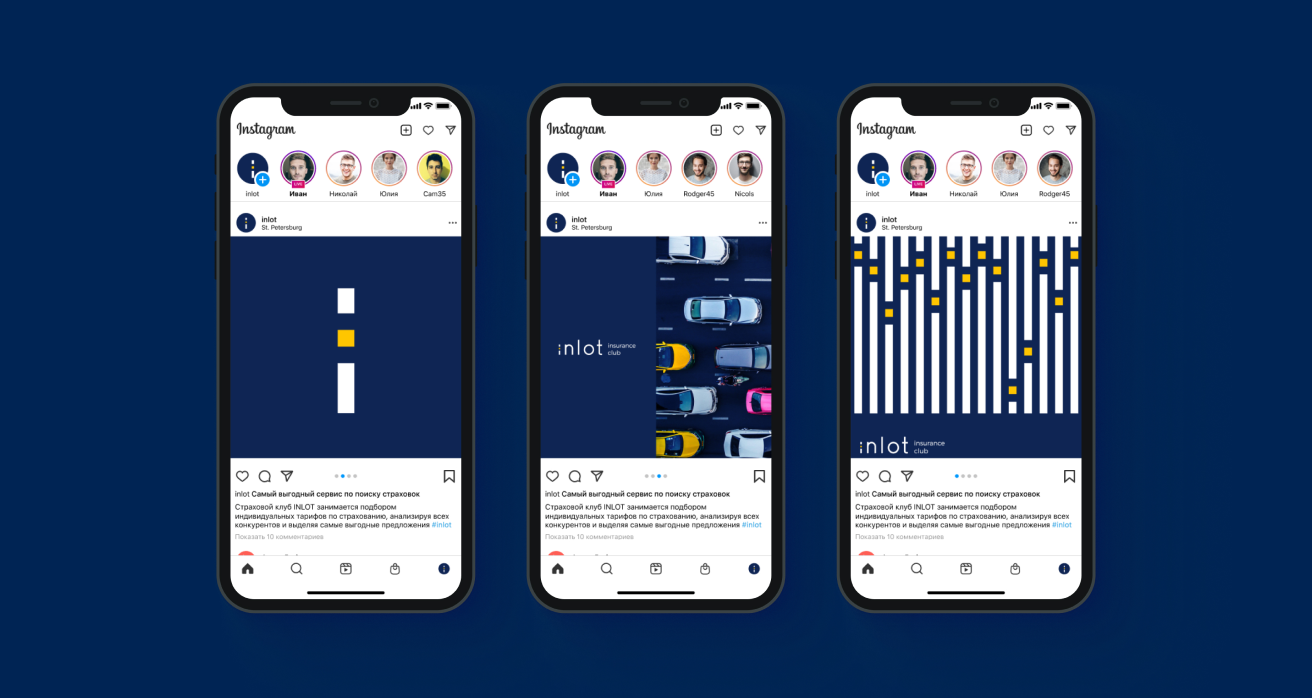 Instagram
LIVE
inlot Иван Николай Юлия Cam35
inlot
St. Petersburg
inlot Самый выгодный сервис по поиску страховок
Страховой клуб INLOT занимается подбором
индивидуальных тарифов по страхованию, анализируя всех
конкурентов и выделяя самые выгодные предложения #inlot
Показать 10 комментариев
Instagram
LIVE
inlot Иван Юлия Rodger45 Nicols
inlot
St. Petersburg
inlot insurance
club
inlot Самый выгодный сервис по поиску страховок
Страховой клуб INLOT занимается подбором
индивидуальных тарифов по страхованию, анализируя всех
конкурентов и выделяя самые выгодные предложения #inlot
Показать 10 комментариев
Instagram
LIVE
inlot Иван Николай Юлия Rodger45
inlot
St. Petersburg
inlot insurance
club
inlot Самый выгодный сервис по поиску страховок
Страховой клуб INLOT занимается подбором
индивидуальных тарифов по страхованию, анализируя всех
конкурентов и выделяя самые выгодные предложения #inlot
Показать 10 комментариев